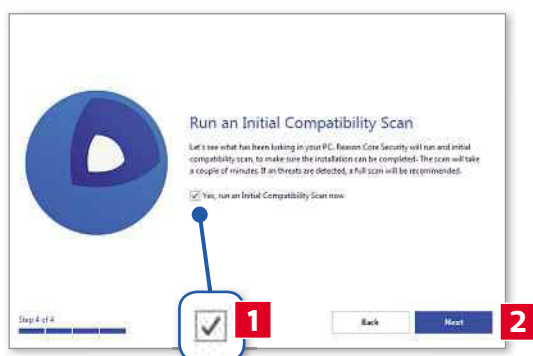 Run an Initial Compatibility Scan
Let's see what has been lurking in your PC. Reason Core Security will run and initial
compatibility scan, to make sure the installation can be completed. The scan will take
a couple of minutes. If an threats are detected, a full scan will be recommended.
Yes, run an Initial Compatibility Scan now.
1
Step 4 of 4
Back
Next
2